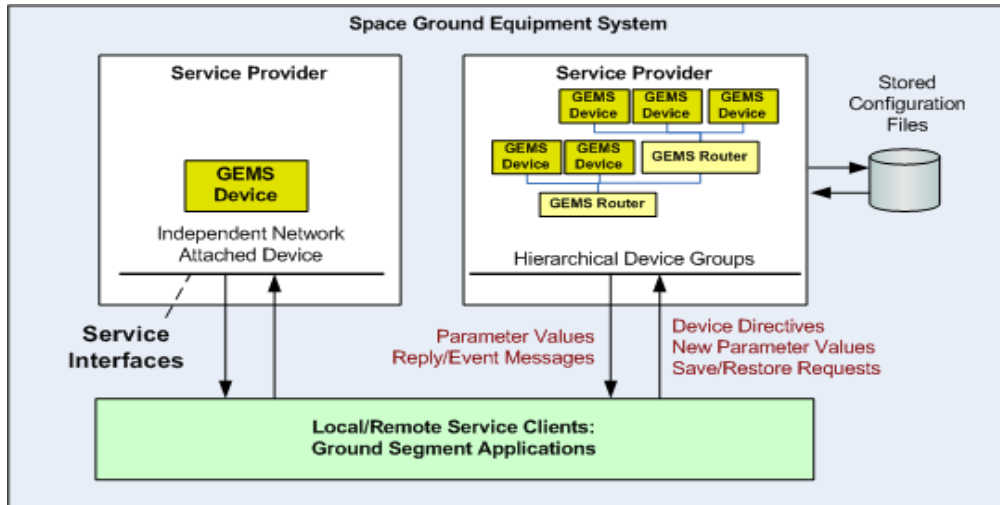 Space Ground Equipment System
Service Provider
GEMS
Device
Independent Network
Attached Device
Service
Interfaces
Service Provider
GEMS
Device
GEMS
Device
GEMS
Device
GEMS
Device
GEMS
Device
GEMS Router
GEMS Router
Hierarchical Device Groups
Stored
Configuration
Files
Parameter Values
Reply/Event Messages
Device Directives
New Parameter Values
Save/Restore Requests
Local/Remote Service Clients:
Ground Segment Applications